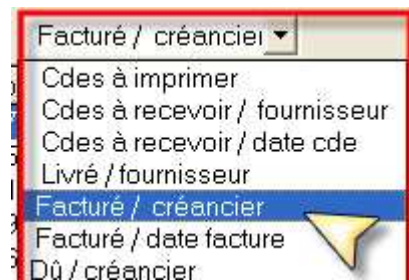 Facturé / créancier
Cdes à imprimer
Cdes à recevoir / fournisseur
Cdes à recevoir / date cde
Livré / fournisseur
Facturé / créancier
Facturé / date facture
Dû / créancier